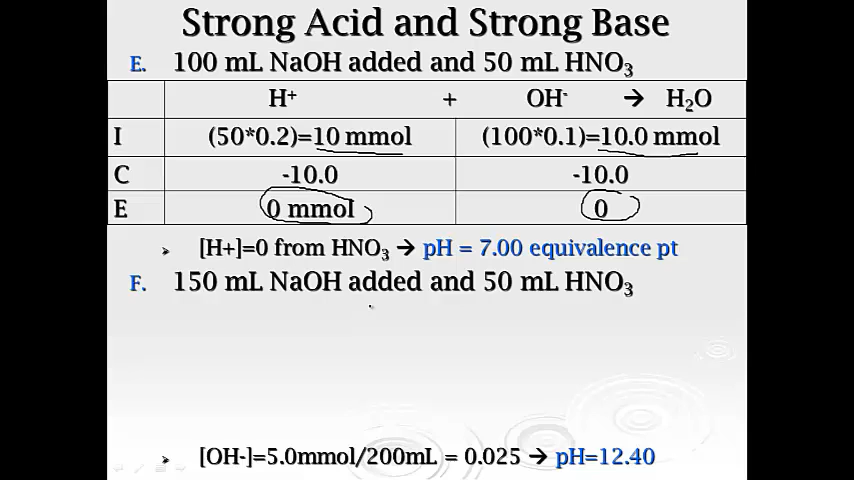 Strong Acid and Strong Base
E. 100 mL NaOH added and 50 mL HNO₃
H⁺ + OH⁻ → H₂O
I (50*0.2)=10 mmol (100*0.1)=10.0 mmol
C -10.0 -10.0
E 0 mmol 0
➢ [H+]=0 from HNO₃ → pH = 7.00 equivalence pt
F. 150 mL NaOH added and 50 mL HNO₃
➢ [OH-]=5.0mmol/200mL = 0.025 → pH=12.40